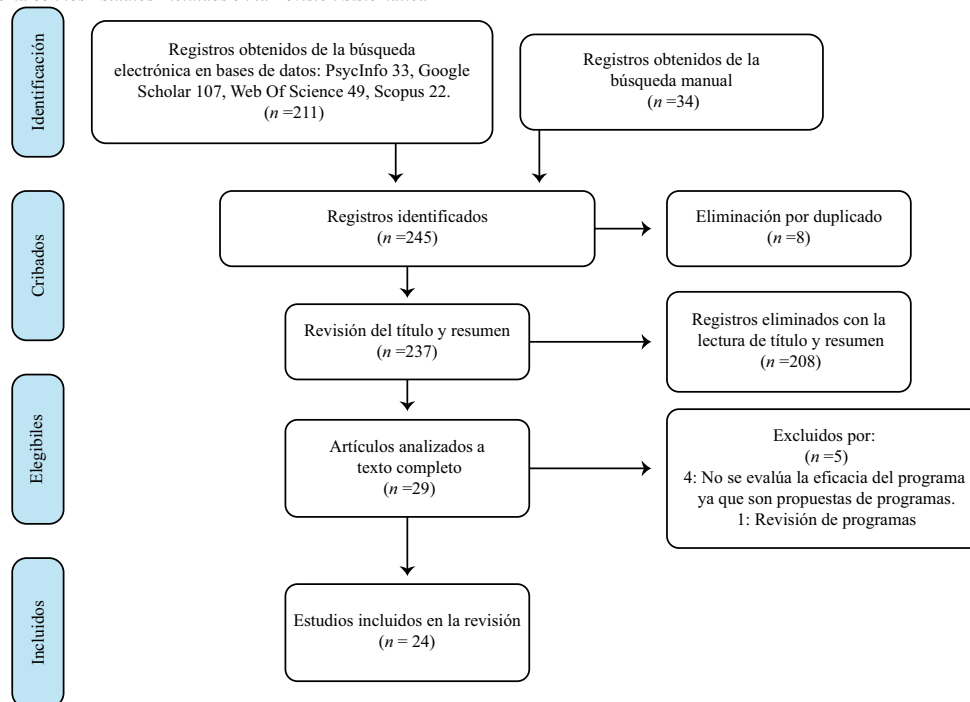 Identificación
Registros obtenidos de la búsqueda
electrónica en bases de datos: PsycInfo 33, Google
Scholar 107, Web Of Science 49, Scopus 22.
(n =211)
Registros obtenidos de la
búsqueda manual
(n =34)
Cribados
Registros identificados
(n =245)
Eliminación por duplicado
(n =8)
Revisión del título y resumen
(n =237)
Registros eliminados con la
lectura de título y resumen
(n =208)
Elegibiles
Artículos analizados a
texto completo
(n =29)
Excluidos por:
(n =5)
4: No se evalúa la eficacia del programa
ya que son propuestas de programas.
1: Revisión de programas
Incluidos
Estudios incluidos en la revisión
(n = 24)